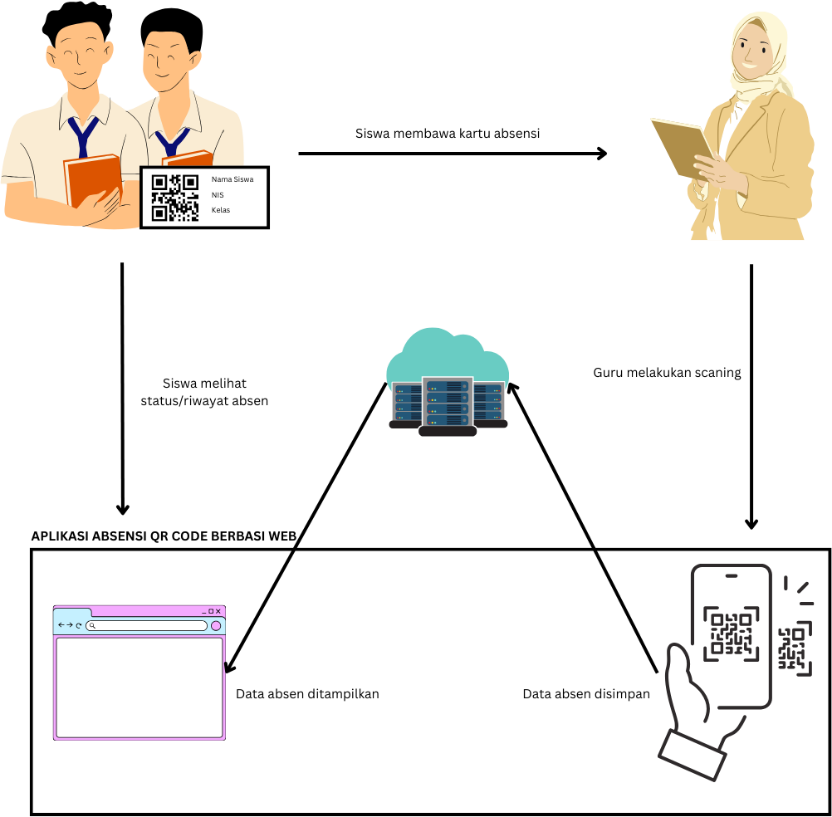 Siswa membawa kartu absensi
Nama Siswa
NIS
Kelas
Siswa melihat
status/riwayat absen
Guru melakukan scaning
APLIKASI ABSENSI QR CODE BERBASI WEB
Data absen ditampilkan
Data absen disimpan